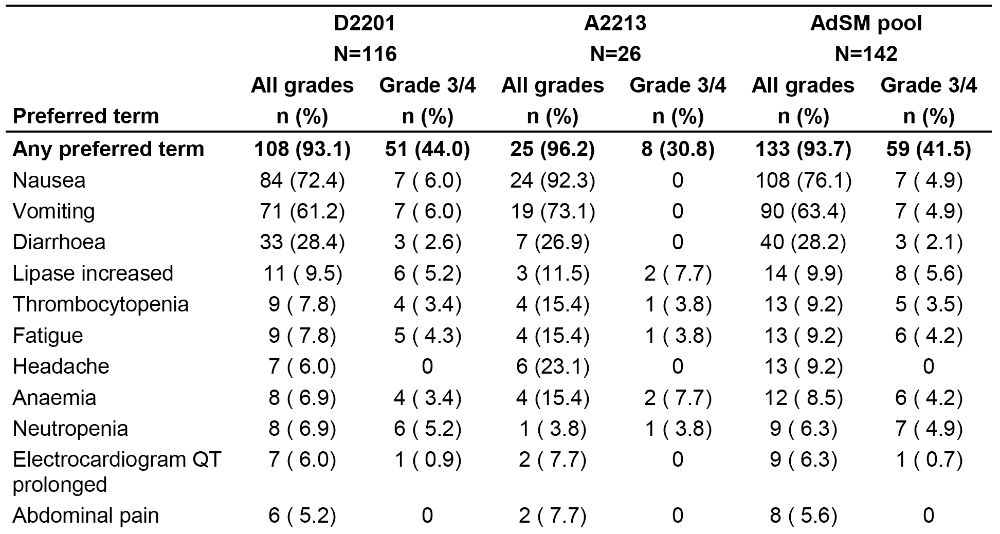 D2201 A2213 AdSM pool
N=116 N=26 N=142
All grades Grade 3/4 All grades Grade 3/4 All grades Grade 3/4
Preferred term n (%) n (%) n (%) n (%) n (%) n (%)
Any preferred term 108 (93.1) 51 (44.0) 25 (96.2) 8 (30.8) 133 (93.7) 59 (41.5)
Nausea 84 (72.4) 7 ( 6.0) 24 (92.3) 0 108 (76.1) 7 ( 4.9)
Vomiting 71 (61.2) 7 ( 6.0) 19 (73.1) 0 90 (63.4) 7 ( 4.9)
Diarrhoea 33 (28.4) 3 ( 2.6) 7 (26.9) 0 40 (28.2) 3 ( 2.1)
Lipase increased 11 ( 9.5) 6 ( 5.2) 3 (11.5) 2 ( 7.7) 14 ( 9.9) 8 ( 5.6)
Thrombocytopenia 9 ( 7.8) 4 ( 3.4) 4 (15.4) 1 ( 3.8) 13 ( 9.2) 5 ( 3.5)
Fatigue 9 ( 7.8) 5 ( 4.3) 4 (15.4) 1 ( 3.8) 13 ( 9.2) 6 ( 4.2)
Headache 7 ( 6.0) 0 6 (23.1) 0 13 ( 9.2) 0
Anaemia 8 ( 6.9) 4 ( 3.4) 4 (15.4) 2 ( 7.7) 12 ( 8.5) 6 ( 4.2)
Neutropenia 8 ( 6.9) 6 ( 5.2) 1 ( 3.8) 1 ( 3.8) 9 ( 6.3) 7 ( 4.9)
Electrocardiogram QT 7 ( 6.0) 1 ( 0.9) 2 ( 7.7) 0 9 ( 6.3) 1 ( 0.7)
prolonged
Abdominal pain 6 ( 5.2) 0 2 ( 7.7) 0 8 ( 5.6) 0